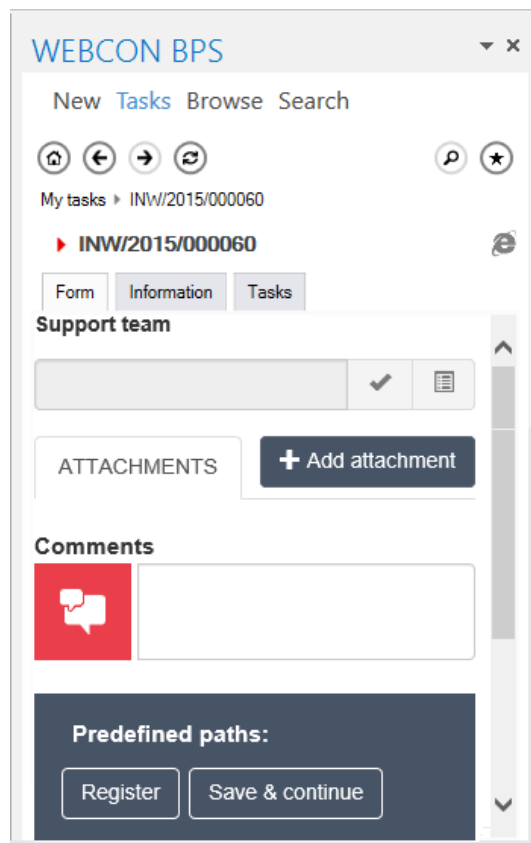 WEBCON BPS
New Tasks Browse Search
My tasks INW/2015/000060
INW/2015/000060
Form Information Tasks
Support team
ATTACHMENTS + Add attachment
Comments
Predefined paths:
Register Save & continue